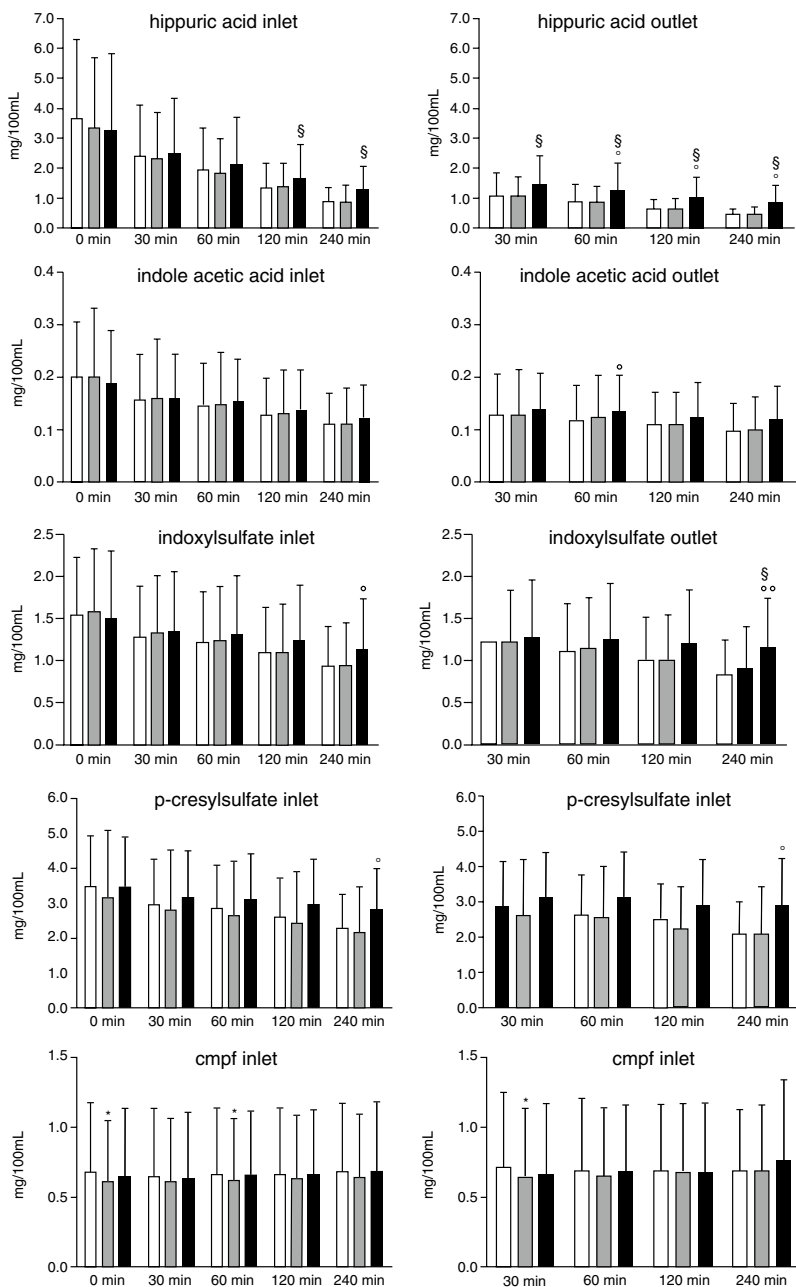 hippuric acid inlet
7.0
6.0
5.0
4.0
3.0
2.0
1.0
0.0
mg/100mL
§
§
0 min 30 min 60 min 120 min 240 min
hippuric acid outlet
7.0
6.0
5.0
4.0
3.0
2.0
1.0
0.0
mg/100mL
§
§
°
§
°
§
°
30 min 60 min 120 min 240 min
indole acetic acid inlet
0.4
0.3
0.2
0.1
0.0
mg/100mL
0 min 30 min 60 min 120 min 240 min
indole acetic acid outlet
0.4
0.3
0.2
0.1
0.0
mg/100mL
°
30 min 60 min 120 min 240 min
indoxylsulfate inlet
2.5
2.0
1.5
1.0
0.5
0.0
mg/100mL
°
0 min 30 min 60 min 120 min 240 min
indoxylsulfate outlet
2.5
2.0
1.5
1.0
0.5
0.0
mg/100mL
§
°°
30 min 60 min 120 min 240 min
p-cresylsulfate inlet
6.0
5.0
4.0
3.0
2.0
1.0
0.0
mg/100mL
°
0 min 30 min 60 min 120 min 240 min
p-cresylsulfate inlet
6.0
5.0
4.0
3.0
2.0
1.0
0.0
mg/100mL
°
30 min 60 min 120 min 240 min
cmpf inlet
1.5
1.0
0.5
0.0
mg/100mL
* *
0 min 30 min 60 min 120 min 240 min
cmpf inlet
1.5
1.0
0.5
0.0
mg/100mL
*
30 min 60 min 120 min 240 min